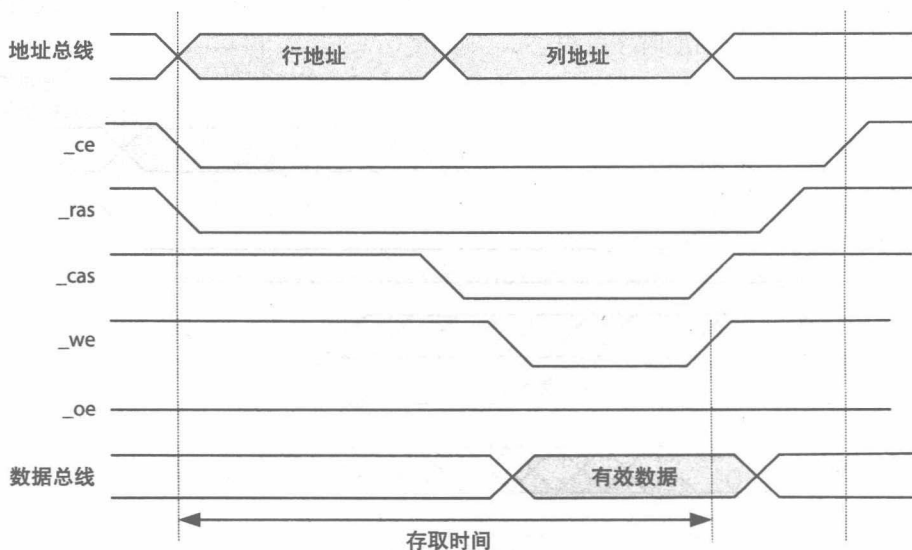 地址总线
行地址
列地址
_ce
_ras
_cas
_we
_oe
数据总线
有效数据
存取时间